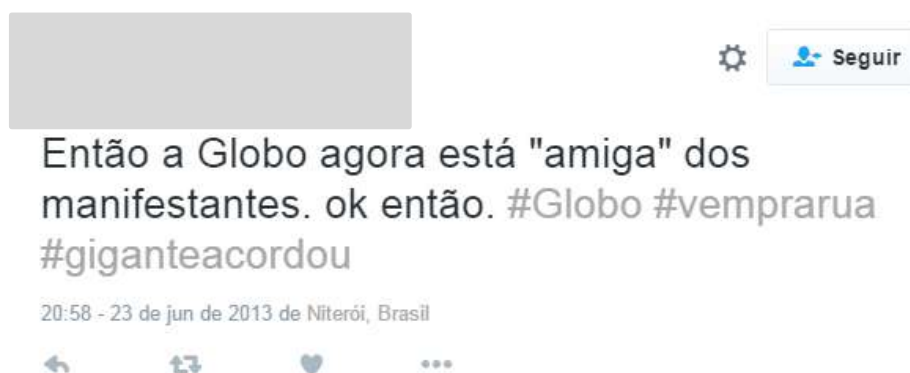 Seguir
Então a Globo agora está "amiga" dos
manifestantes. ok então. #Globo #vemprarua
#giganteacordou
20:58 - 23 de jun de 2013 de Niterói, Brasil